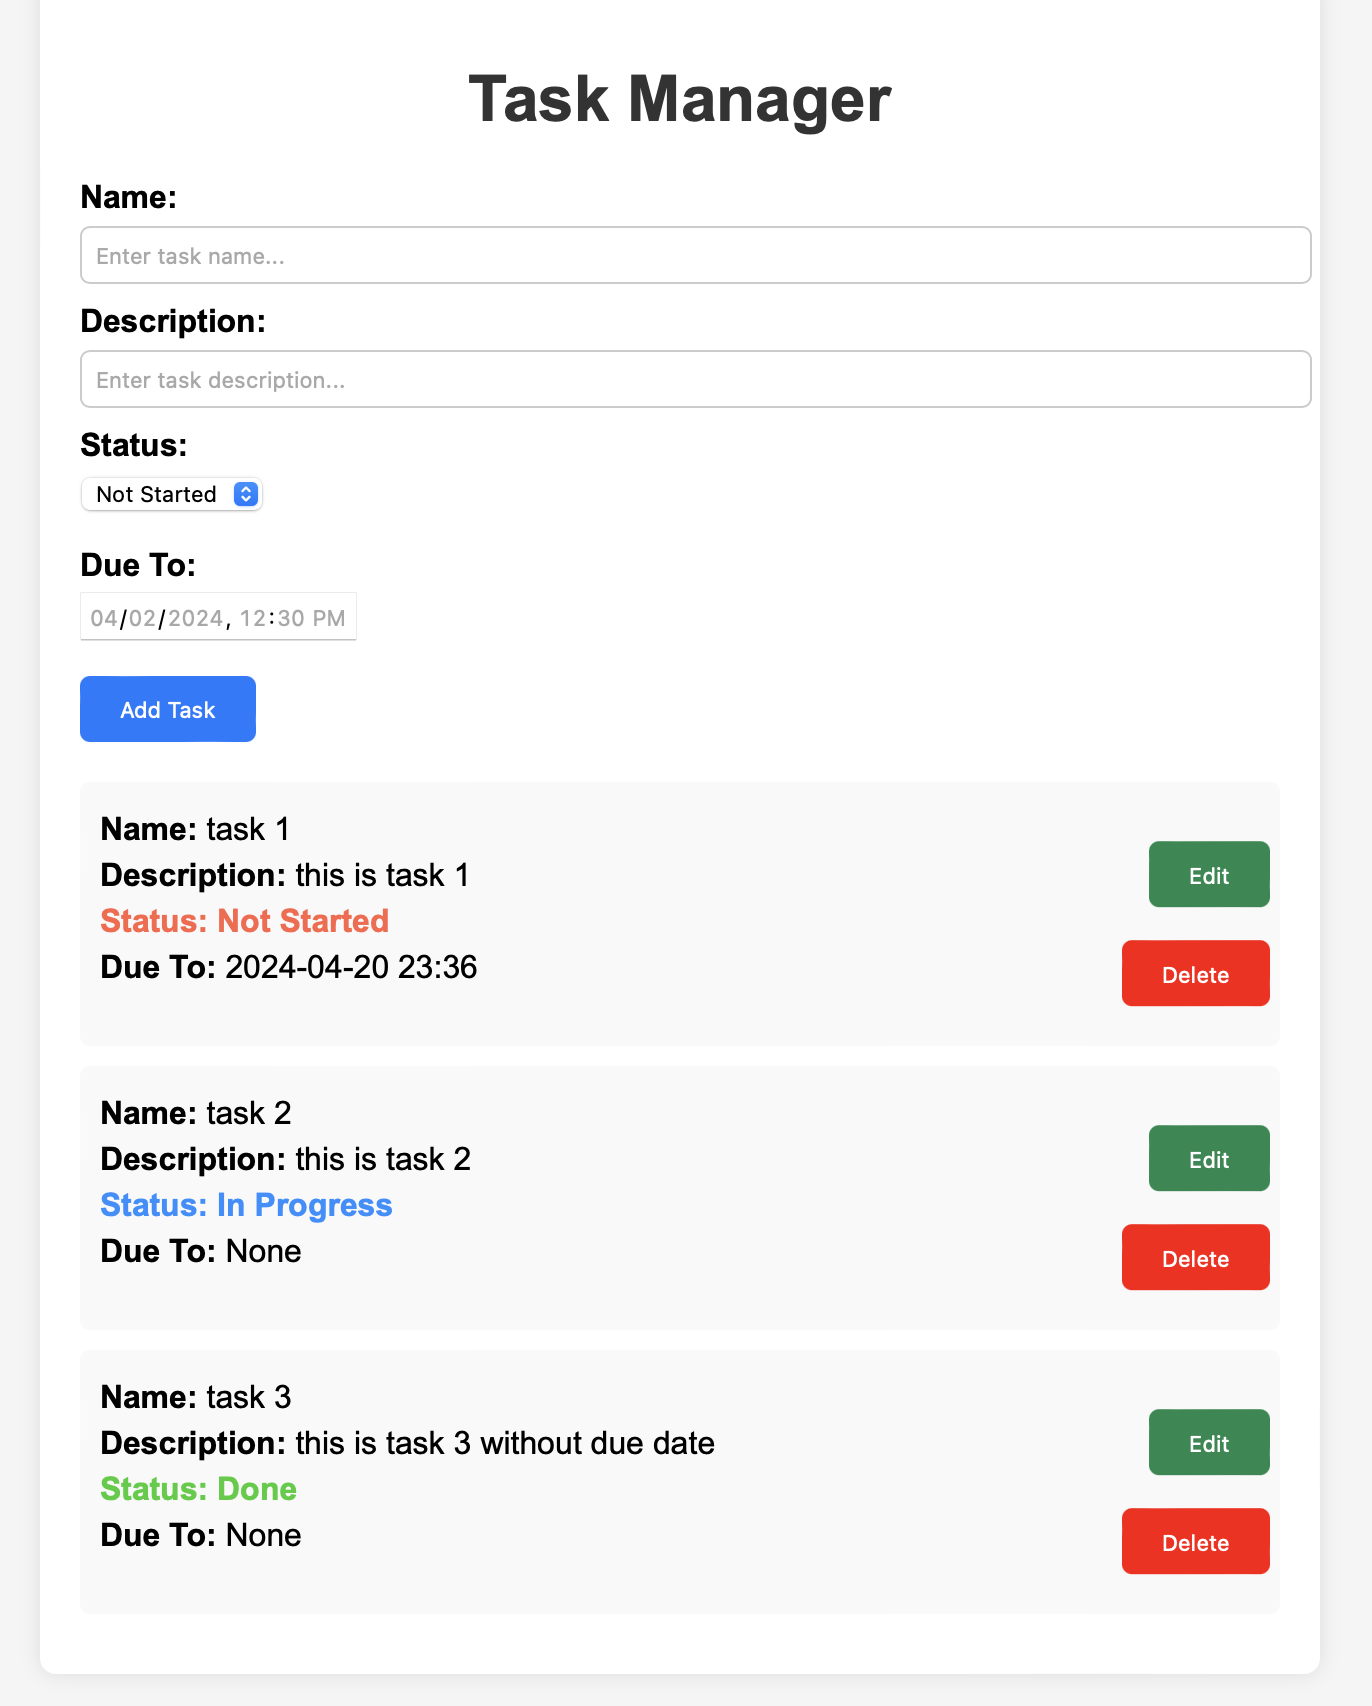 Task Manager
Name:
Enter task name...
Description:
Enter task description...
Status:
Not Started
Due To:
04/02/2024, 12:30 PM
Add Task
Name: task 1
Description: this is task 1
Status: Not Started
Due To: 2024-04-20 23:36
Edit
Delete
Name: task 2
Description: this is task 2
Status: In Progress
Due To: None
Edit
Delete
Name: task 3
Description: this is task 3 without due date
Status: Done
Due To: None
Edit
Delete